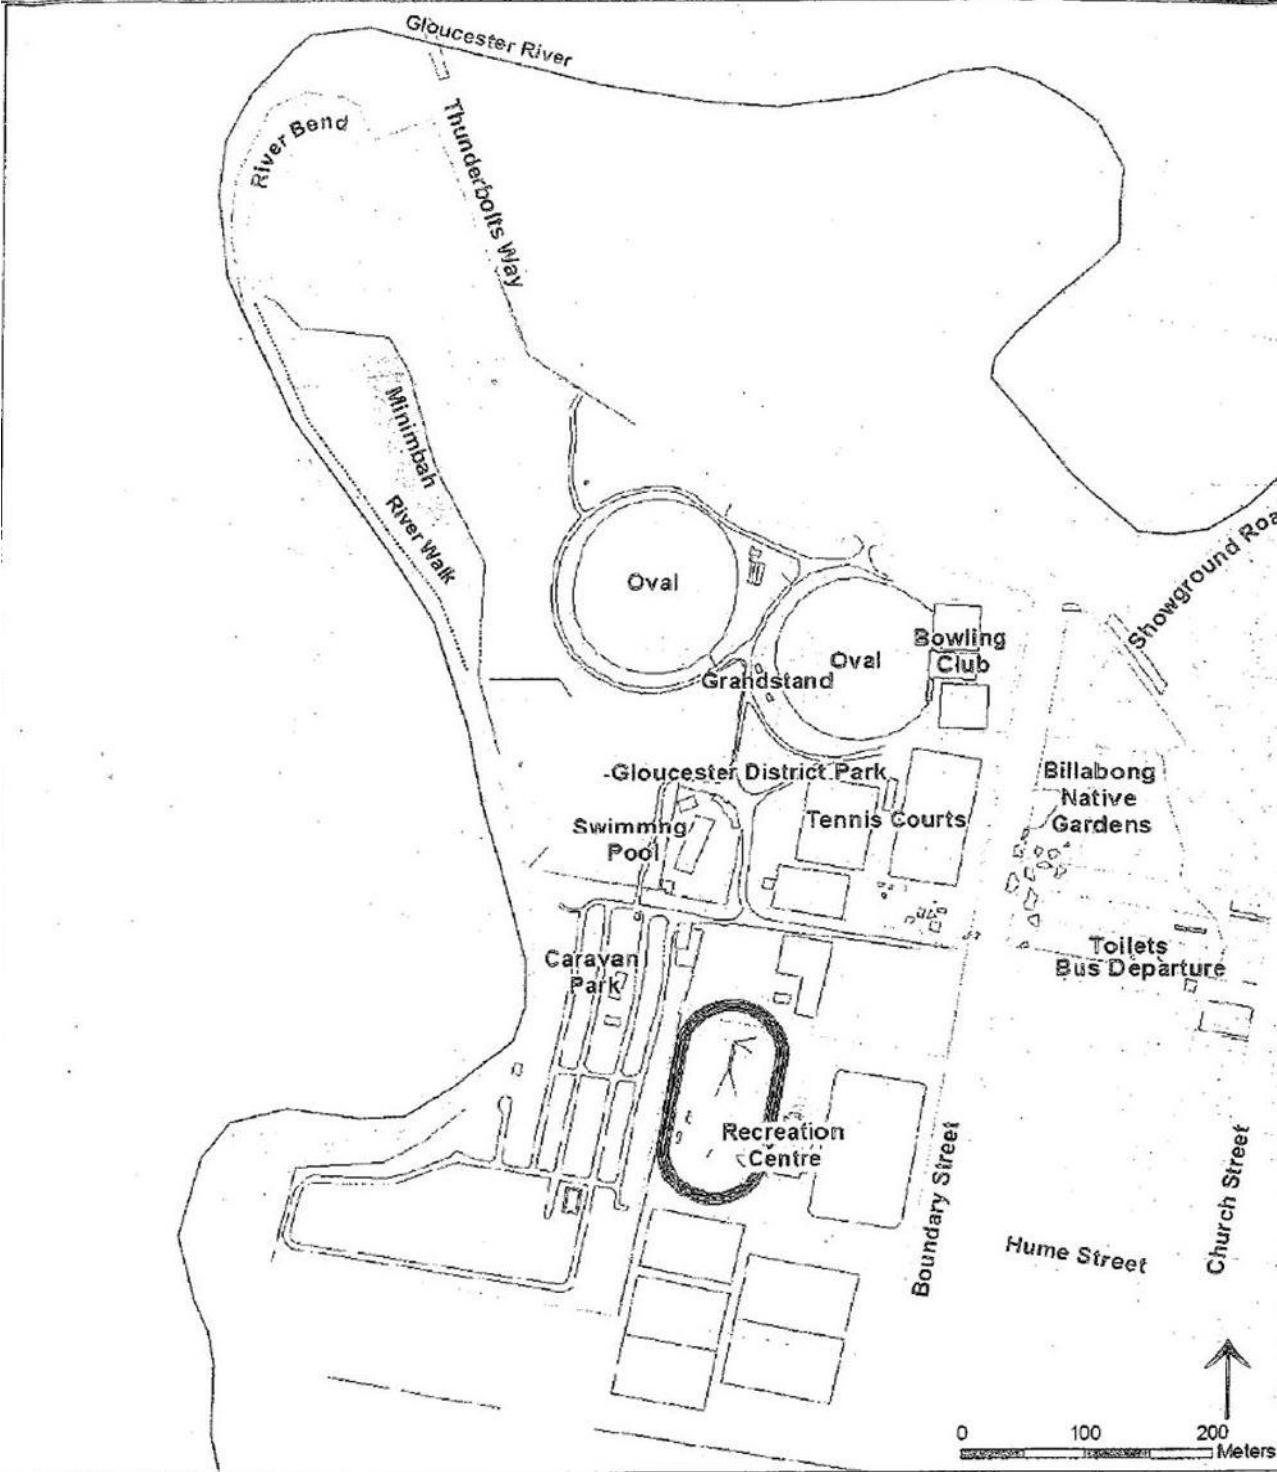 Gloucester River
River Bend
Thunderbolts Way
Minimbah
River Walk
Oval
Showground Roa
Oval
Bowling
Club
Grandstand
-Gloucester District Park
Billabong
Native
Gardens
Swimming
Pool
Tennis Courts
Toilets
Bus Departure
Caravan
Park
Recreation
Centre
Boundary Street
Church Street
Hume Street
0 100 200
Meters